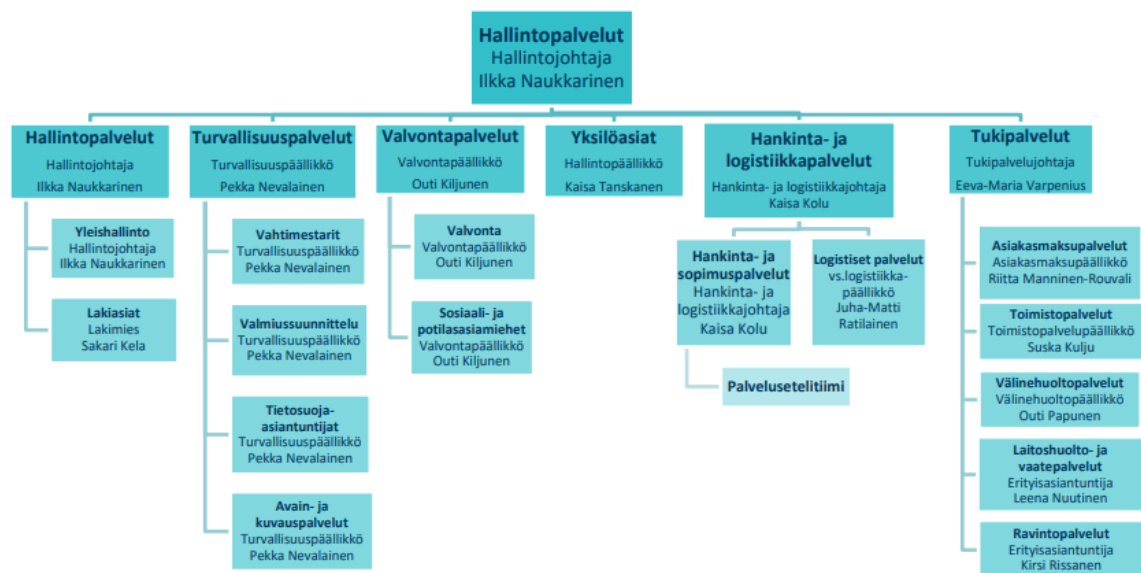 Hallintopalvelut
Hallintojohtaja
Ilkka Naukkarinen
Hallintopalvelut
Hallintojohtaja
Ilkka Naukkarinen
Yleishallinto
Hallintojohtaja
Ilkka Naukkarinen
Lakiasiat
Lakimies
Sakari Kela
Turvallisuuspalvelut
Turvallisuuspäällikkö
Pekka Nevalainen
Vahtimestarit
Turvallisuuspäällikkö
Pekka Nevalainen
Valmiussuunnittelu
Turvallisuuspäällikkö
Pekka Nevalainen
Tietosuoja-
asiantuntijat
Turvallisuuspäällikkö
Pekka Nevalainen
Avain- ja
kuvauspalvelut
Turvallisuuspäällikkö
Pekka Nevalainen
Valvontapalvelut
Valvontapäällikkö
Outi Kiljunen
Valvonta
Valvontapäällikkö
Outi Kiljunen
Sosiaali- ja
potilasasiamiehet
Valvontapäällikkö
Outi Kiljunen
Yksilöasiat
Hallintopäällikkö
Kaisa Tanskanen
Hankinta- ja
logistiikkapalvelut
Hankinta- ja logistiikkajohtaja
Kaisa Kolu
Hankinta- ja
sopimuspalvelut
Hankinta- ja
logistiikkajohtaja
Kaisa Kolu
Palvelusetelitiimi
Logistiset palvelut
vs.logistiikka-
päällikkö
Juha-Matti
Ratilainen
Tukipalvelut
Tukipalvelujohtaja
Eeva-Maria Varpenius
Asiakasmaksupalvelut
Asiakasmaksupäällikkö
Riitta Manninen-Rouvali
Toimistopalvelut
Toimistopalvelupäällikkö
Suska Kulju
Välinehuoltopalvelut
Välinehuoltopäällikkö
Outi Papunen
Laitoshuolto- ja
vaatepalvelut
Erityisasiantuntija
Leena Nuutinen
Ravintopalvelut
Erityisasiantuntija
Kirsi Rissanen